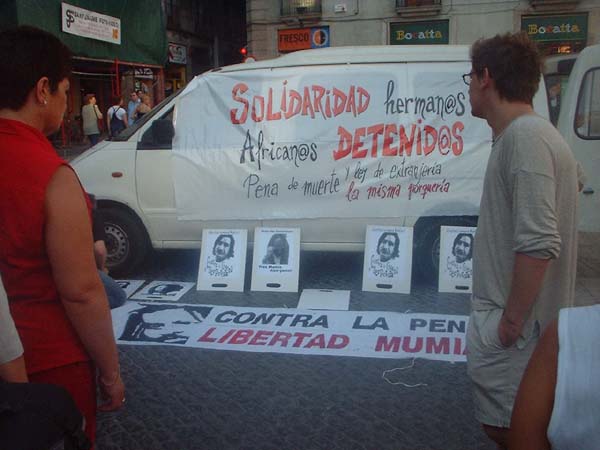 FRESCO
Bocatta
Bocatta
SOLIDARIDAD herman@s
African@s DETENID@S
Pena de muerte y ley de extranjería
la misma porquería
CONTRA LA PEN
LIBERTAD MUMIA